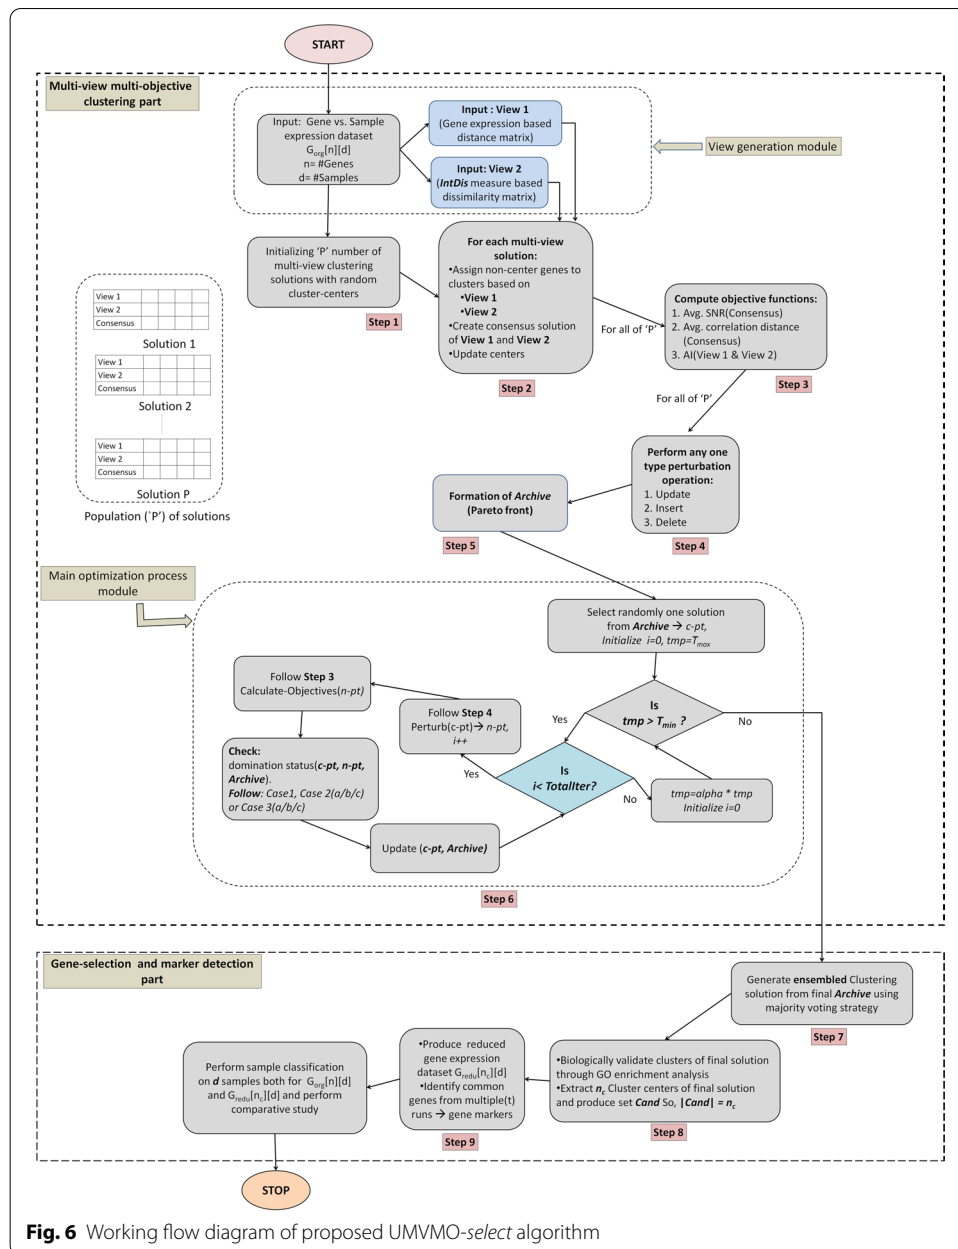 START
Multi-view multi-objective
clustering part
Input: Gene vs. Sample
expression dataset
Gorg[n][d]
n= #Genes
d= #Samples
Input : View 1
(Gene expression based
distance matrix)
Input: View 2
(IntDis measure based
dissimilarity matrix)
View generation module
Initializing ‘P’ number of
multi-view clustering
solutions with random
cluster-centers
Step 1
For each multi-view
solution:
•Assign non-center genes to
clusters based on
•View 1
•View 2
•Create consensus solution
of View 1 and View 2
•Update centers
Step 2
For all of ‘P’
Compute objective functions:
1. Avg. SNR(Consensus)
2. Avg. correlation distance
(Consensus)
3. AI(View 1 & View 2)
Step 3
For all of ‘P’
View 1
View 2
Consensus
Solution 1
View 1
View 2
Consensus
Solution 2
View 1
View 2
Consensus
Solution P
Population (`P’) of solutions
Perform any one
type perturbation
operation:
1. Update
2. Insert
3. Delete
Step 4
Formation of Archive
(Pareto front)
Step 5
Main optimization process
module
Select randomly one solution
from Archive → c-pt,
Initialize i=0, tmp=Tmax
Is
tmp > Tmin ?
Yes
No
Follow Step 3
Calculate-Objectives(n-pt)
Follow Step 4
Perturb(c-pt)→ n-pt,
i++
Is
i< TotalIter?
Yes
No
tmp=alpha * tmp
Initialize i=0
Check:
domination status(c-pt, n-pt,
Archive).
Follow: Case1, Case 2(a/b/c)
or Case 3(a/b/c)
Update (c-pt, Archive)
Step 6
Gene-selection and marker detection
part
Generate ensembled Clustering
solution from final Archive using
majority voting strategy
Step 7
•Biologically validate clusters of final solution
through GO enrichment analysis
•Extract nc Cluster centers of final solution
and produce set Cand So, |Cand| = nc
Step 8
•Produce reduced
gene expression
dataset Gredu[nc][d]
•Identify common
genes from multiple(t)
runs → gene markers
Step 9
Perform sample classification
on d samples both for Gorg[n][d]
and Gredu[nc][d] and perform
comparative study
STOP
Fig. 6 Working flow diagram of proposed UMVMO-select algorithm